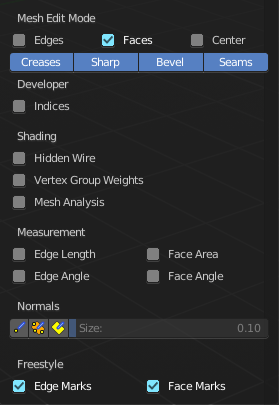 Mesh Edit Mode
Edges Faces Center
Creases Sharp Bevel Seams
Developer
Indices
Shading
Hidden Wire
Vertex Group Weights
Mesh Analysis
Measurement
Edge Length Face Area
Edge Angle Face Angle
Normals
Size: 0.10
Freestyle
Edge Marks Face Marks